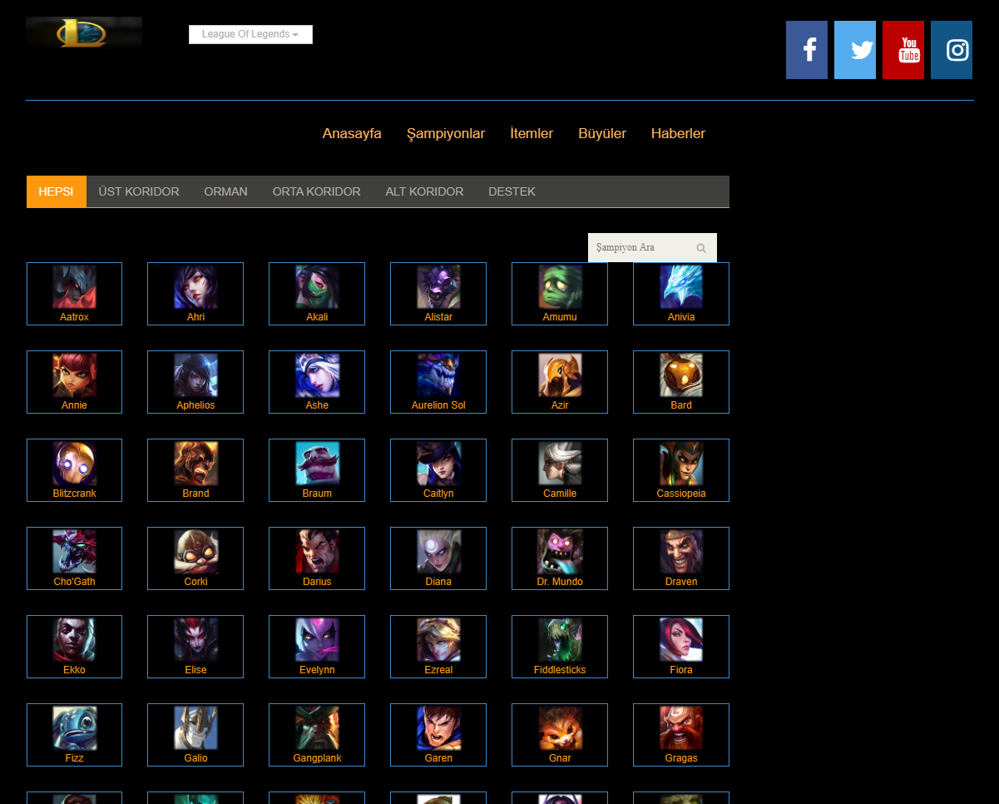 League Of Legends
You
Tube
Anasayfa Şampiyonlar İtemler Büyüler Haberler
HEPSI ÜST KORIDOR ORMAN ORTA KORIDOR ALT KORIDOR DESTEK
Şampiyon Ara
Aatrox Ahri Akali Alistar Amumu Anivia
Annie Aphelios Ashe Aurelion Sol Azir Bard
Blitzcrank Brand Braum Caitlyn Camille Cassiopeia
Cho'Gath Corki Darius Diana Dr. Mundo Draven
Ekko Elise Evelynn Ezreal Fiddlesticks Fiora
Fizz Galio Gangplank Garen Gnar Gragas